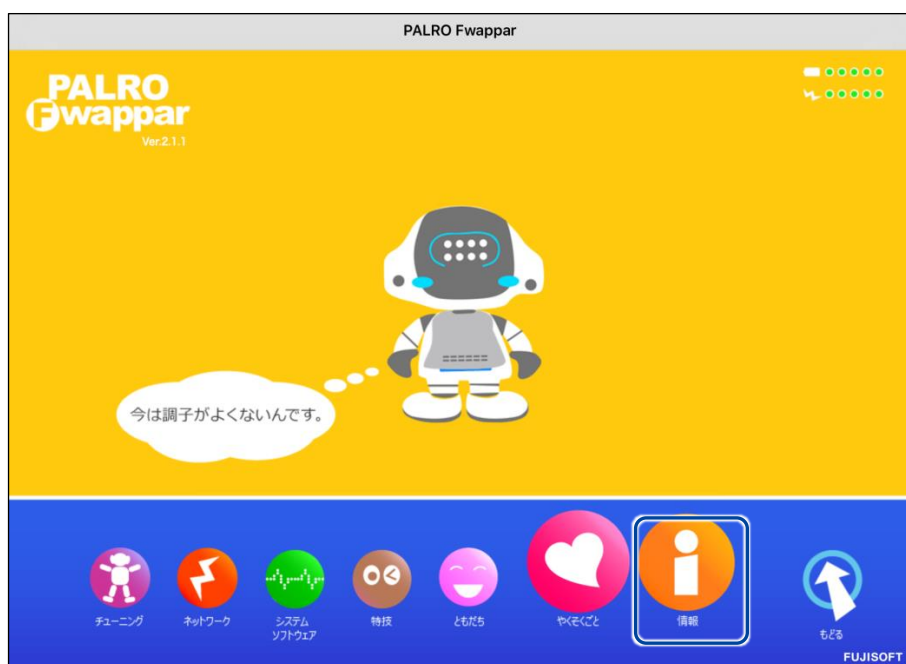 PALRO Fwappar
PALRO
Fwappar
Ver.2.1.1
今は調子がよくないんです。
チューニング
ネットワーク
システム
ソフトウェア
特技
ともだち
やくそくごと
情報
もどる
FUJISOFT